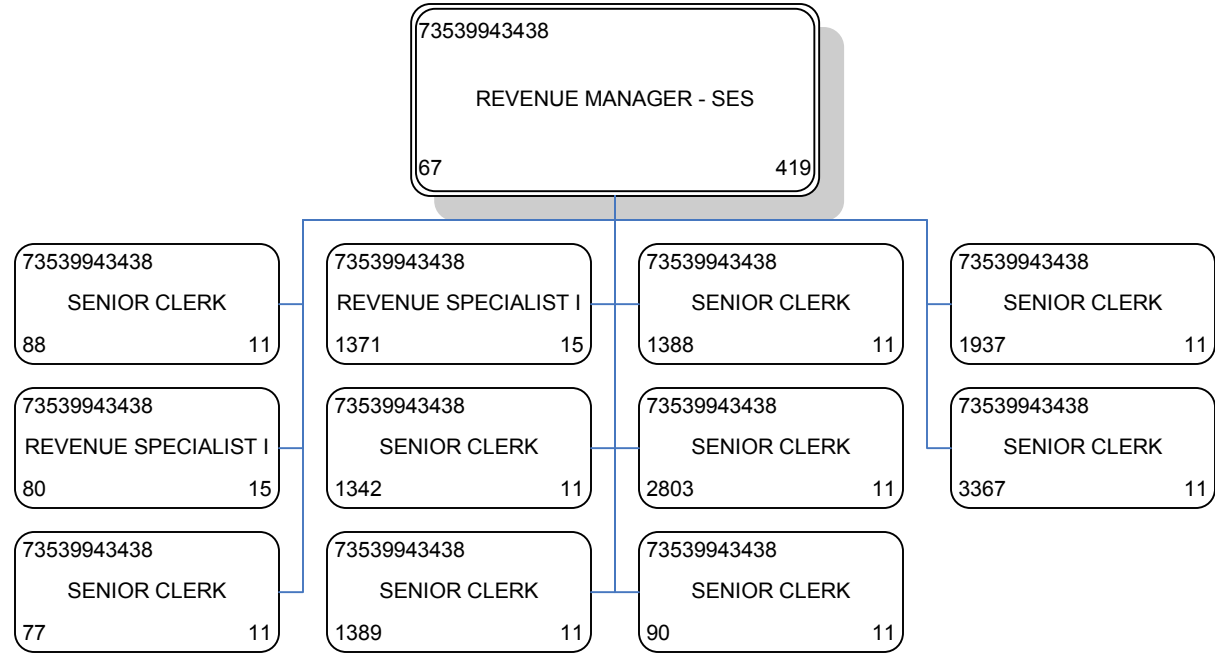 73539943438
REVENUE MANAGER - SES
67 419
73539943438
SENIOR CLERK
88 11
73539943438
REVENUE SPECIALIST I
1371 15
73539943438
SENIOR CLERK
1388 11
73539943438
SENIOR CLERK
1937 11
73539943438
REVENUE SPECIALIST I
80 15
73539943438
SENIOR CLERK
1342 11
73539943438
SENIOR CLERK
2803 11
73539943438
SENIOR CLERK
3367 11
73539943438
SENIOR CLERK
77 11
73539943438
SENIOR CLERK
1389 11
73539943438
SENIOR CLERK
90 11